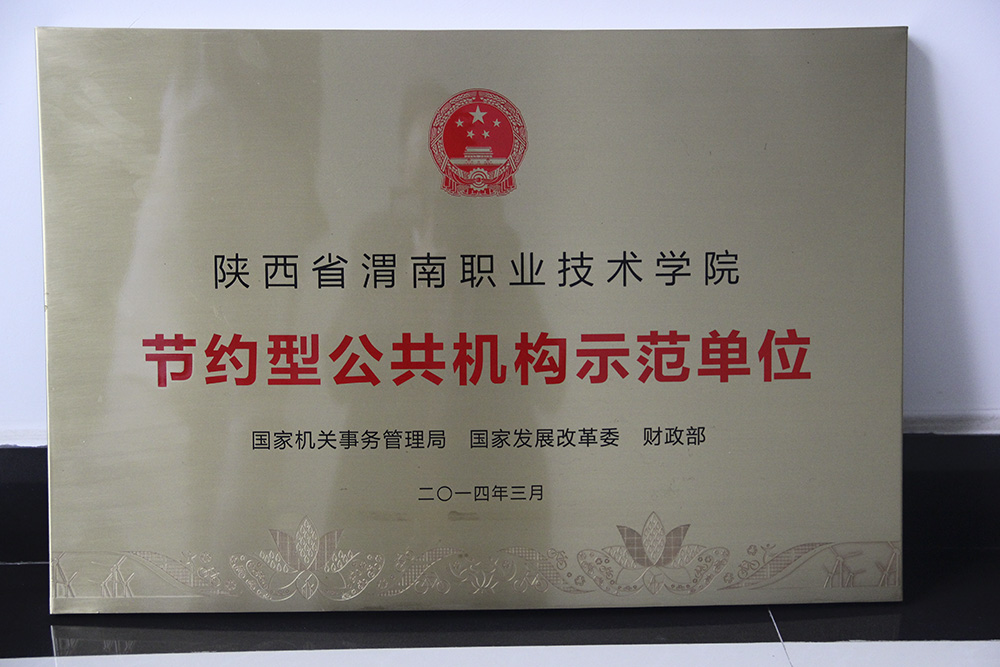 陕西省渭南职业技术学院
节约型公共机构示范单位
国家机关事务管理局 国家发展改革委 财政部
二〇一四年三月